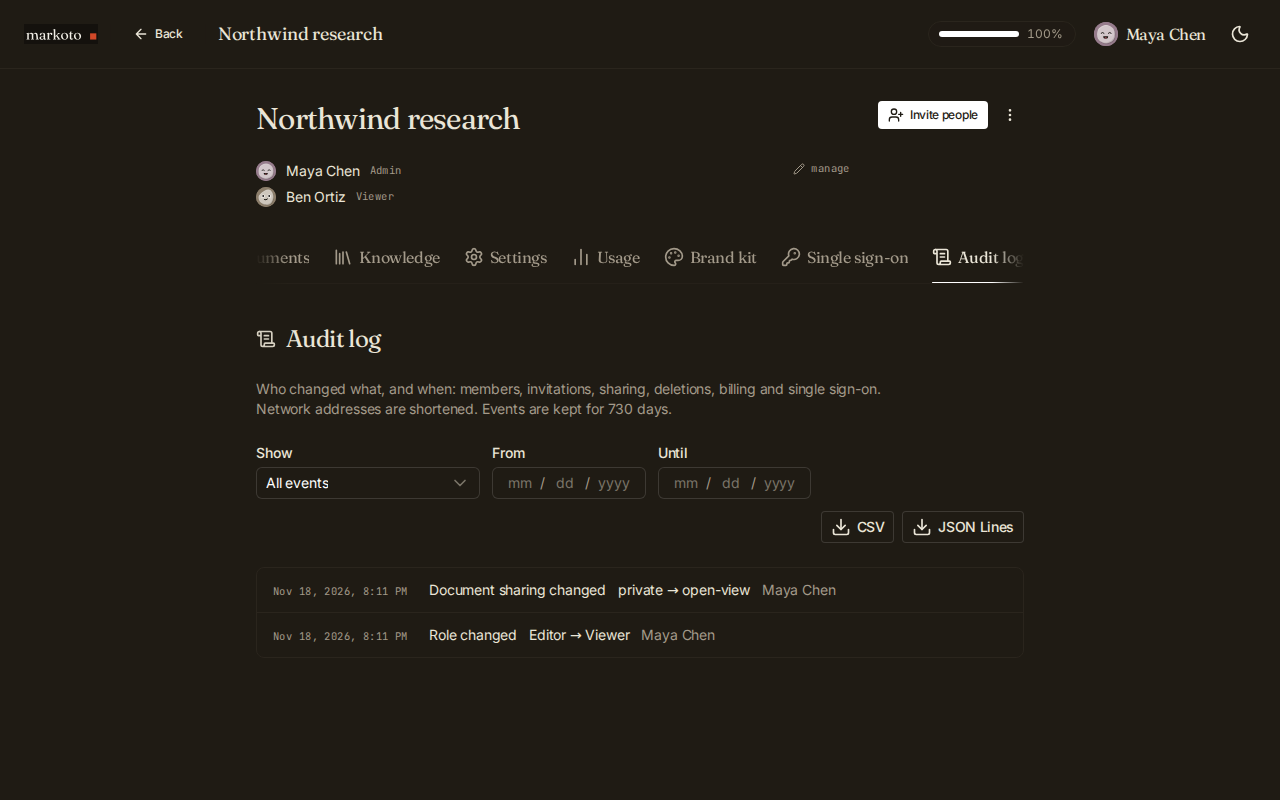 markoto
Back
Northwind research
100%
Maya Chen
Northwind research
Invite people
Maya Chen Admin
manage
Ben Ortiz Viewer
uments Knowledge Settings Usage Brand kit Single sign-on Audit log
Audit log
Who changed what, and when: members, invitations, sharing, deletions, billing and single sign-on.
Network addresses are shortened. Events are kept for 730 days.
Show From Until
All events mm / dd / yyyy mm / dd / yyyy
CSV JSON Lines
Nov 18, 2026, 8:11 PM Document sharing changed private → open-view Maya Chen
Nov 18, 2026, 8:11 PM Role changed Editor → Viewer Maya Chen